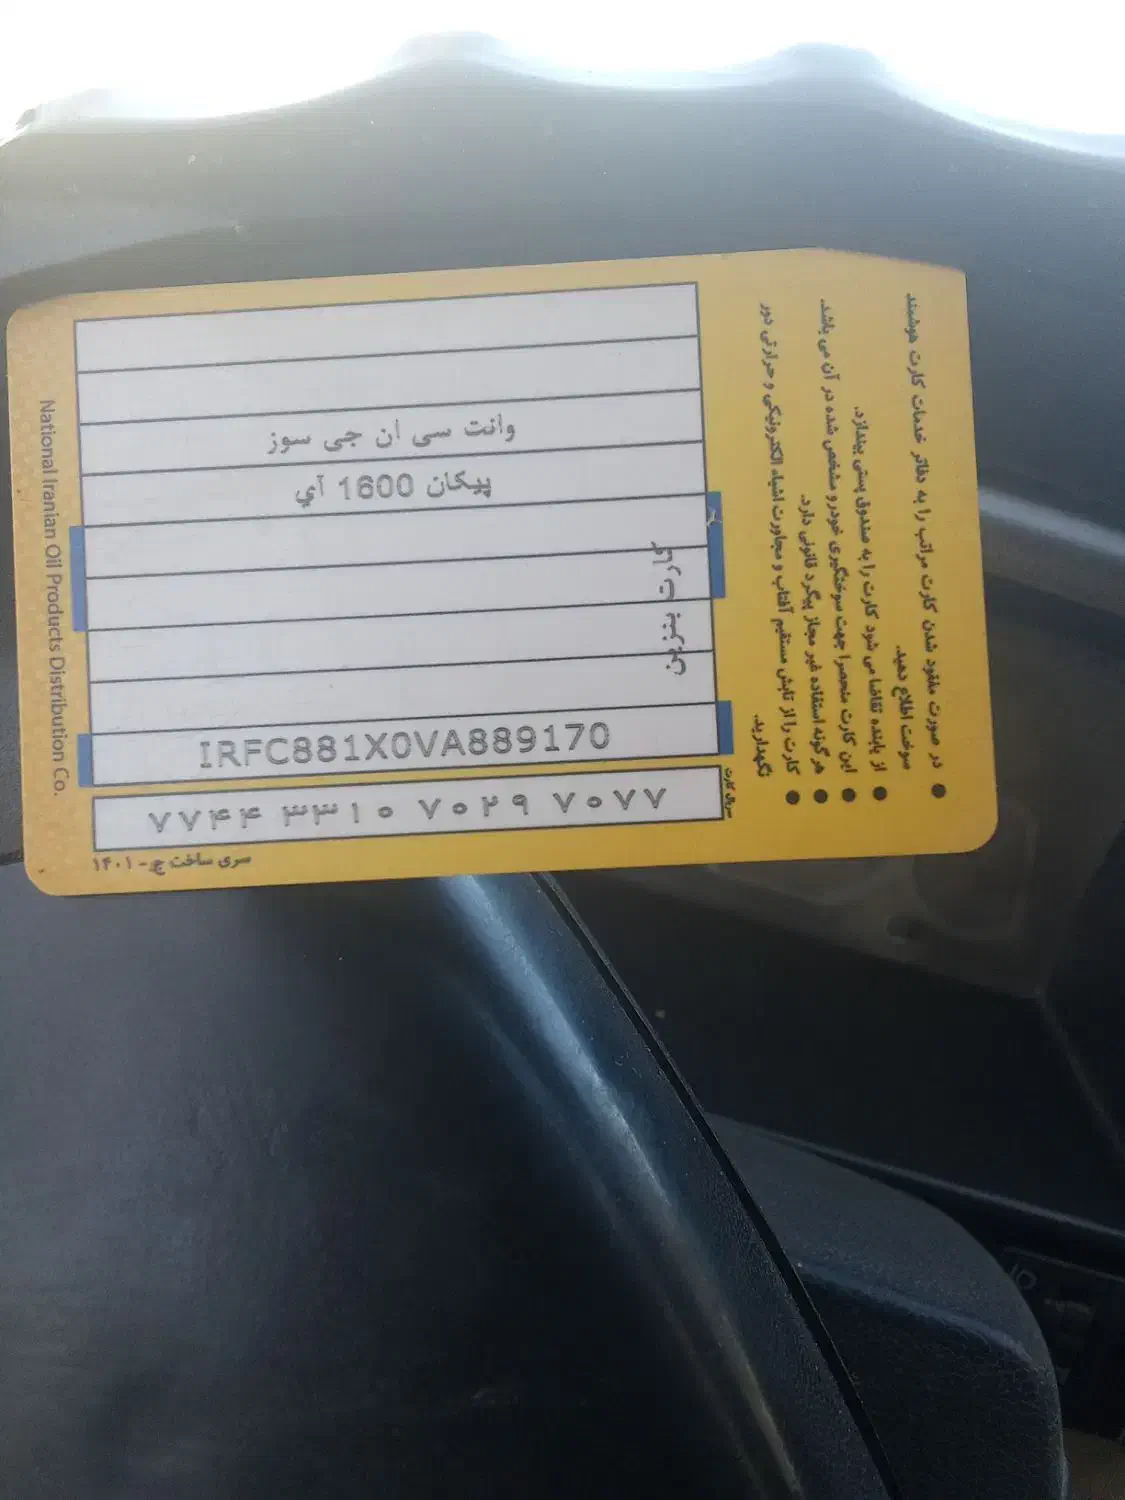 وانت سی ان جی سوز
پیکان 1600 آي
کارت بنزین
IRFC881X0VA889170
سریال کارت
۷۷۴۴ ۳۳۱۰ ۷۰۲۹ ۷۰۷۷
سری ساخت ج - ۱۴۰۱
در صورت مفقود شدن کارت مراتب را به دفاتر خدمات کارت هوشمند
سوخت اطلاع دهید.
از یابنده تقاضا می شود کارت را به صندوق پستی بیندازد.
این کارت منحصرا جهت سوختگیری خودرو مشخص شده در آن می باشد.
هر گونه استفاده غیر مجاز پیگرد قانونی دارد.
کارت را از تابش مستقیم آفتاب و مجاورت اشیاء الکترونیکی و حرارتی دور
نگهدارید.
National Iranian Oil Products Distribution Co.